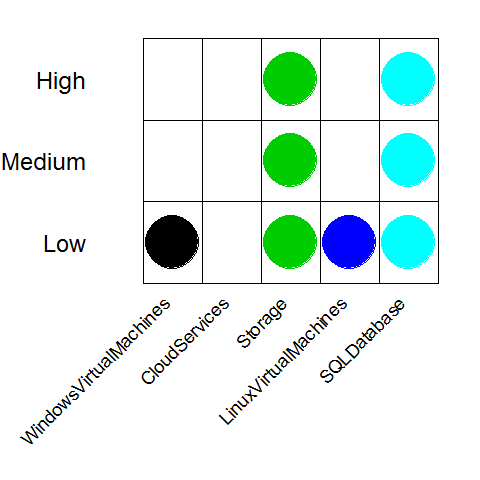 High
Medium
Low
WindowsVirtualMachines
CloudServices
Storage
LinuxVirtualMachines
SQLDatabase